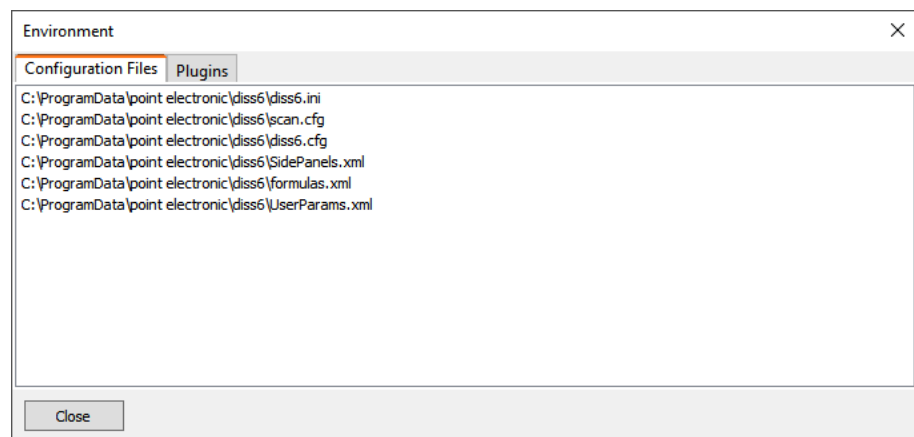 Environment
Configuration Files Plugins
C:\ProgramData\point electronic\diss6\diss6.ini
C:\ProgramData\point electronic\diss6\scan.cfg
C:\ProgramData\point electronic\diss6\diss6.cfg
C:\ProgramData\point electronic\diss6\SidePanels.xml
C:\ProgramData\point electronic\diss6\formulas.xml
C:\ProgramData\point electronic\diss6\UserParams.xml
Close